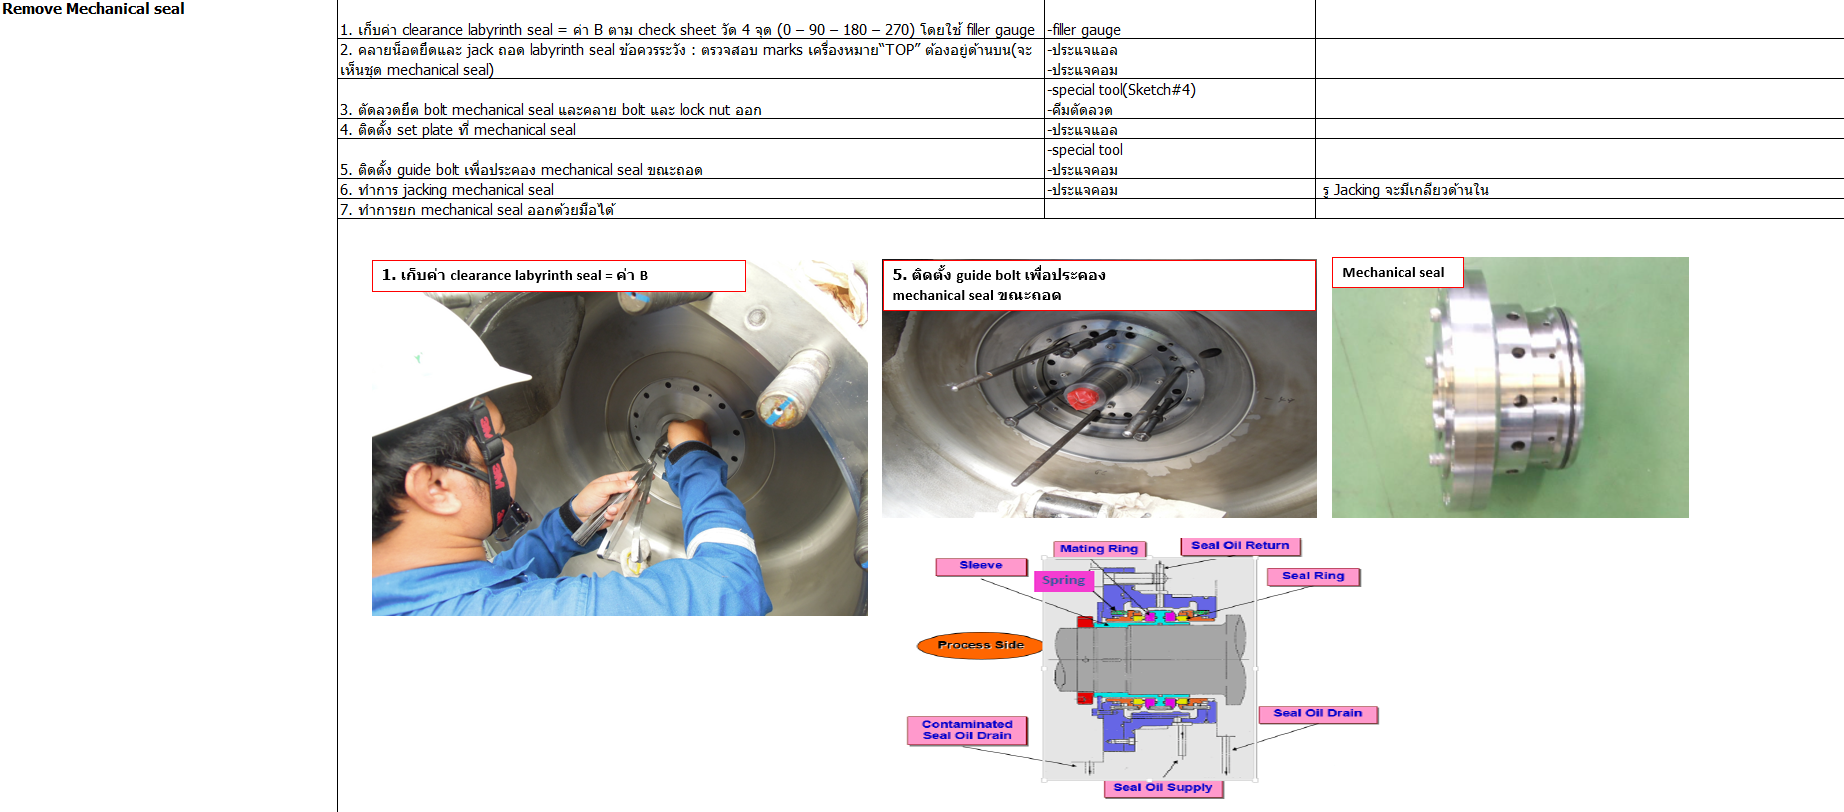 Remove Mechanical seal
1. เก็บค่า clearance labyrinth seal = ค่า B ตาม check sheet วัด 4 จุด (0 – 90 – 180 – 270) โดยใช้ filler gauge
-filler gauge
2. คลายน็อตยึดและ jack ถอด labyrinth seal ข้อควรระวัง : ตรวจสอบ marks เครื่องหมาย“TOP” ต้องอยู่ด้านบน(จะ
เห็นชุด mechanical seal)
-ประแจแอล
-ประแจคอม
3. ตัดลวดยึด bolt mechanical seal และคลาย bolt และ lock nut ออก
-special tool(Sketch#4)
-คีมตัดลวด
4. ติดตั้ง set plate ที่ mechanical seal
-ประแจแอล
5. ติดตั้ง guide bolt เพื่อประคอง mechanical seal ขณะถอด
-special tool
-ประแจคอม
6. ทำการ jacking mechanical seal
-ประแจคอม
รู Jacking จะมีเกลียวด้านใน
7. ทำการยก mechanical seal ออกด้วยมือได้
1. เก็บค่า clearance labyrinth seal = ค่า B
5. ติดตั้ง guide bolt เพื่อประคอง
mechanical seal ขณะถอด
Mechanical seal
Mating Ring
Seal Oil Return
Sleeve
Spring
Seal Ring
Process Side
Contaminated
Seal Oil Drain
Seal Oil Drain
Seal Oil Supply